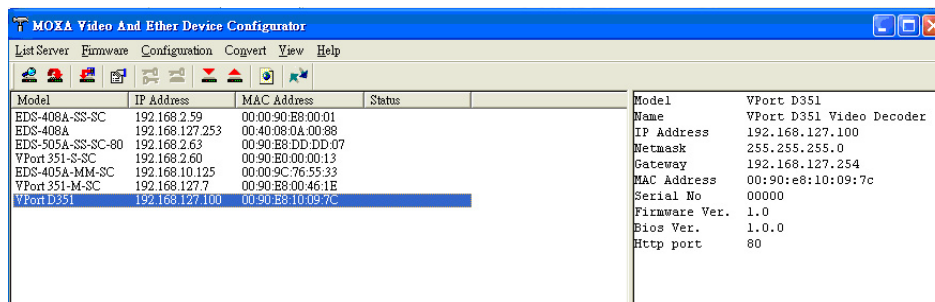 MOXA Video And Ether Device Configurator
List Server Firmware Configuration Convert View Help
Model IP Address MAC Address Status
EDS-408A-SS-SC 192.168.2.59 00:00:90:E8:00:01
EDS-408A 192.168.127.253 00:40:08:0A:00:88
EDS-505A-SS-SC-80 192.168.2.63 00:90:E8:DD:DD:07
VPort 351-S-SC 192.168.2.60 00:90:E0:00:00:13
EDS-405A-MM-SC 192.168.10.125 00:00:9C:76:55:33
VPort 351-M-SC 192.168.127.7 00:90:E8:00:46:1E
VPort D351 192.168.127.100 00:90:E8:10:09:7C
Model VPort D351
Name VPort D351 Video Decoder
IP Address 192.168.127.100
Netmask 255.255.255.0
Gateway 192.168.127.254
MAC Address 00:90:e8:10:09:7c
Serial No 00000
Firmware Ver. 1.0
Bios Ver. 1.0.0
Http port 80